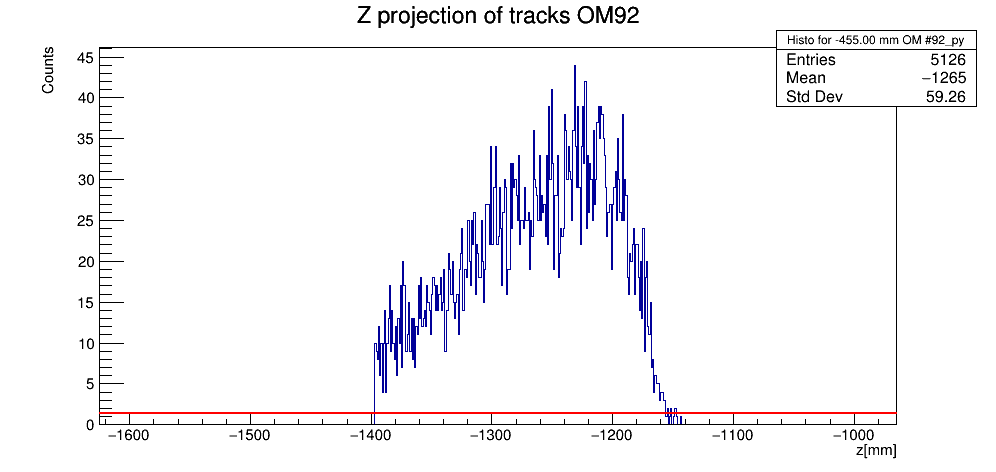 Z projection of tracks OM92
Histo for -455.00 mm OM #92_py
Entries 5126
Mean −1265
Std Dev 59.26
Counts
45
40
35
30
25
20
15
10
5
0
−1600 −1500 −1400 −1300 −1200 −1100 −1000
z[mm]